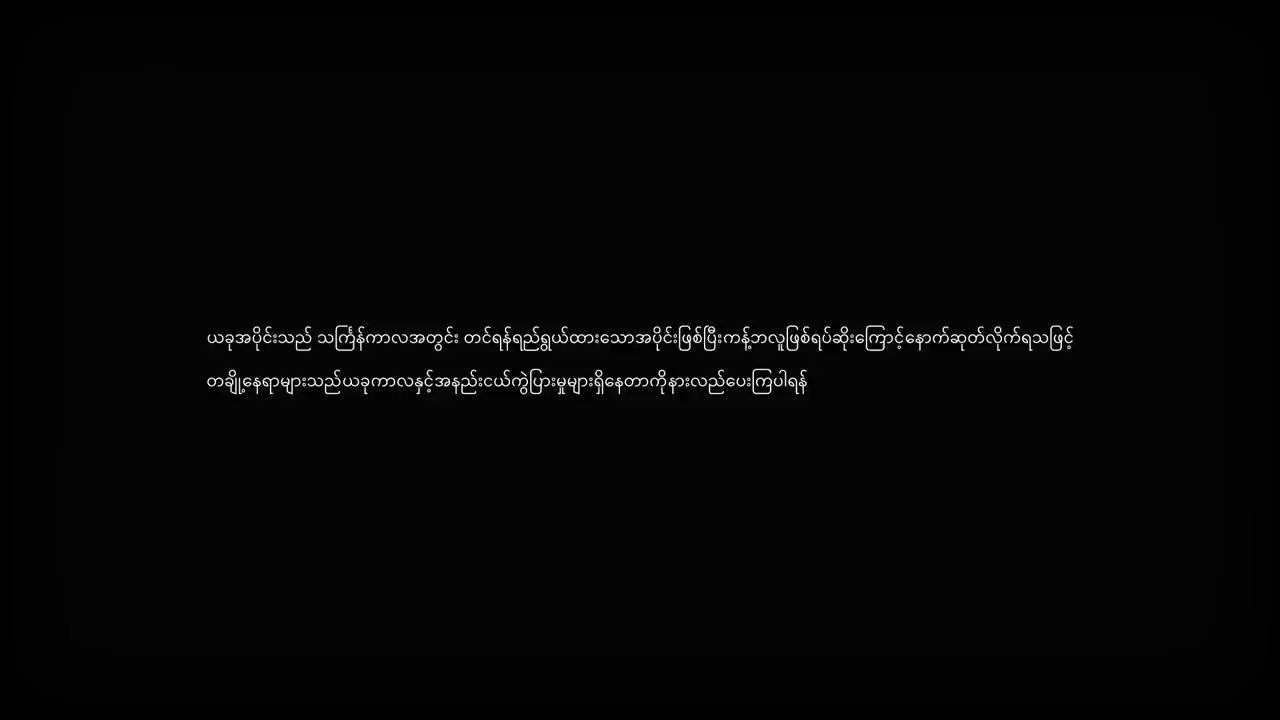 ယခုအပိုင်းသည် သင်္ကြန်ကာလအတွင်း တင်ရန်ရည်ရွယ်ထားသောအပိုင်းဖြစ်ပြီးကန့်ဘလူဖြစ်ရပ်ဆိုးကြောင့်နောက်ဆုတ်လိုက်ရသဖြင့်
တချို့နေရာများသည်ယခုကာလနှင့်အနည်းငယ်ကွဲပြားမှုများရှိနေတာကိုနားလည်ပေးကြပါရန်